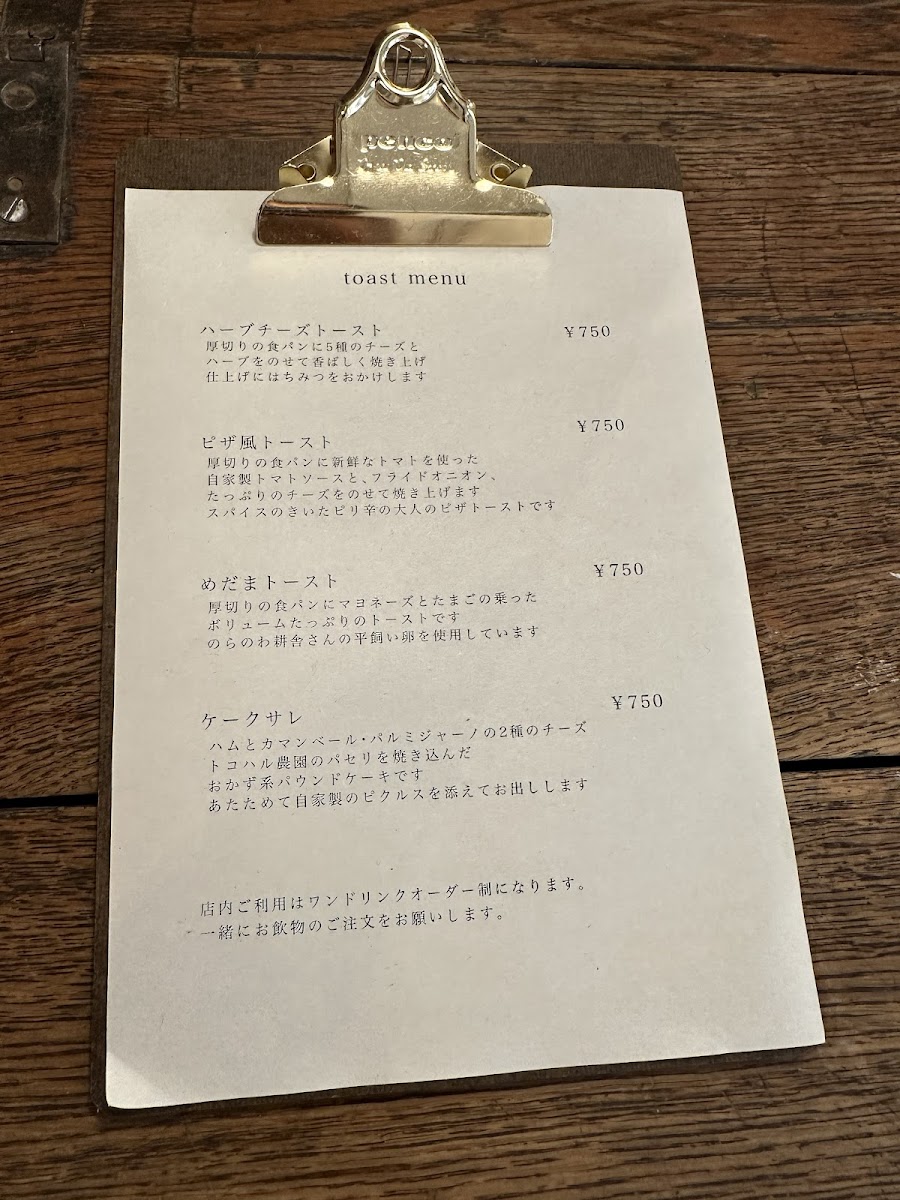 penco
toast menu
ハーブチーズトースト ¥750
厚切りの食パンに5種のチーズと
ハーブをのせて香ばしく焼き上げ
仕上げにはちみつをおかけします
ピザ風トースト ¥750
厚切りの食パンに新鮮なトマトを使った
自家製トマトソースと、フライドオニオン、
たっぷりのチーズをのせて焼き上げます
スパイスのきいたピリ辛の大人のピザトーストです
めだまトースト ¥750
厚切りの食パンにマヨネーズとたまごの乗った
ボリュームたっぷりのトーストです
のらのわ耕舎さんの平飼い卵を使用しています
ケークサレ ¥750
ハムとカマンベール・パルミジャーノの2種のチーズ
トコハル農園のパセリを焼き込んだ
おかず系パウンドケーキです
あたためて自家製のピクルスを添えてお出しします
店内ご利用はワンドリンクオーダー制になります。
一緒にお飲物のご注文をお願いします。